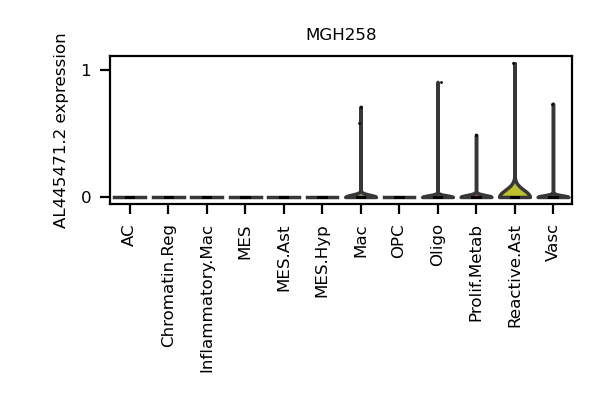 MGH258
AL445471.2 expression
1
0
AC
Chromatin.Reg
Inflammatory.Mac
MES
MES.Ast
MES.Hyp
Mac
OPC
Oligo
Prolif.Metab
Reactive.Ast
Vasc